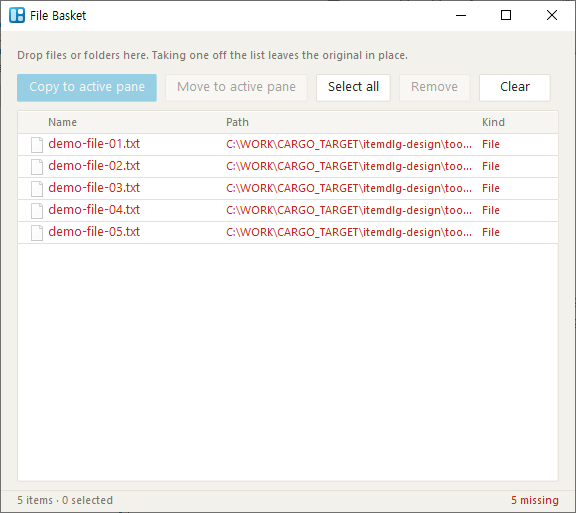 File Basket
Drop files or folders here. Taking one off the list leaves the original in place.
Copy to active pane Move to active pane Select all Remove Clear
Name Path Kind
demo-file-01.txt C:\WORK\CARGO_TARGET\itemdlg-design\too... File
demo-file-02.txt C:\WORK\CARGO_TARGET\itemdlg-design\too... File
demo-file-03.txt C:\WORK\CARGO_TARGET\itemdlg-design\too... File
demo-file-04.txt C:\WORK\CARGO_TARGET\itemdlg-design\too... File
demo-file-05.txt C:\WORK\CARGO_TARGET\itemdlg-design\too... File
5 items · 0 selected 5 missing